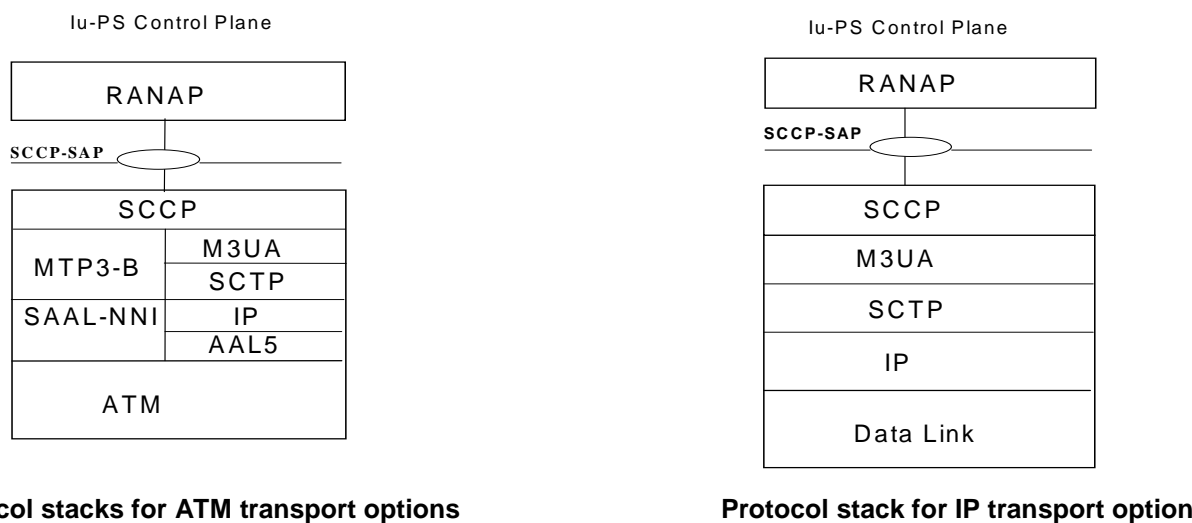 Iu-PS Control Plane
RANAP
SCCP-SAP
SCCP
MTP3-B
M3UA
SCTP
SAAL-NNI
IP
AAL5
ATM
col stacks for ATM transport options
Iu-PS Control Plane
RANAP
SCCP-SAP
SCCP
M3UA
SCTP
IP
Data Link
Protocol stack for IP transport option